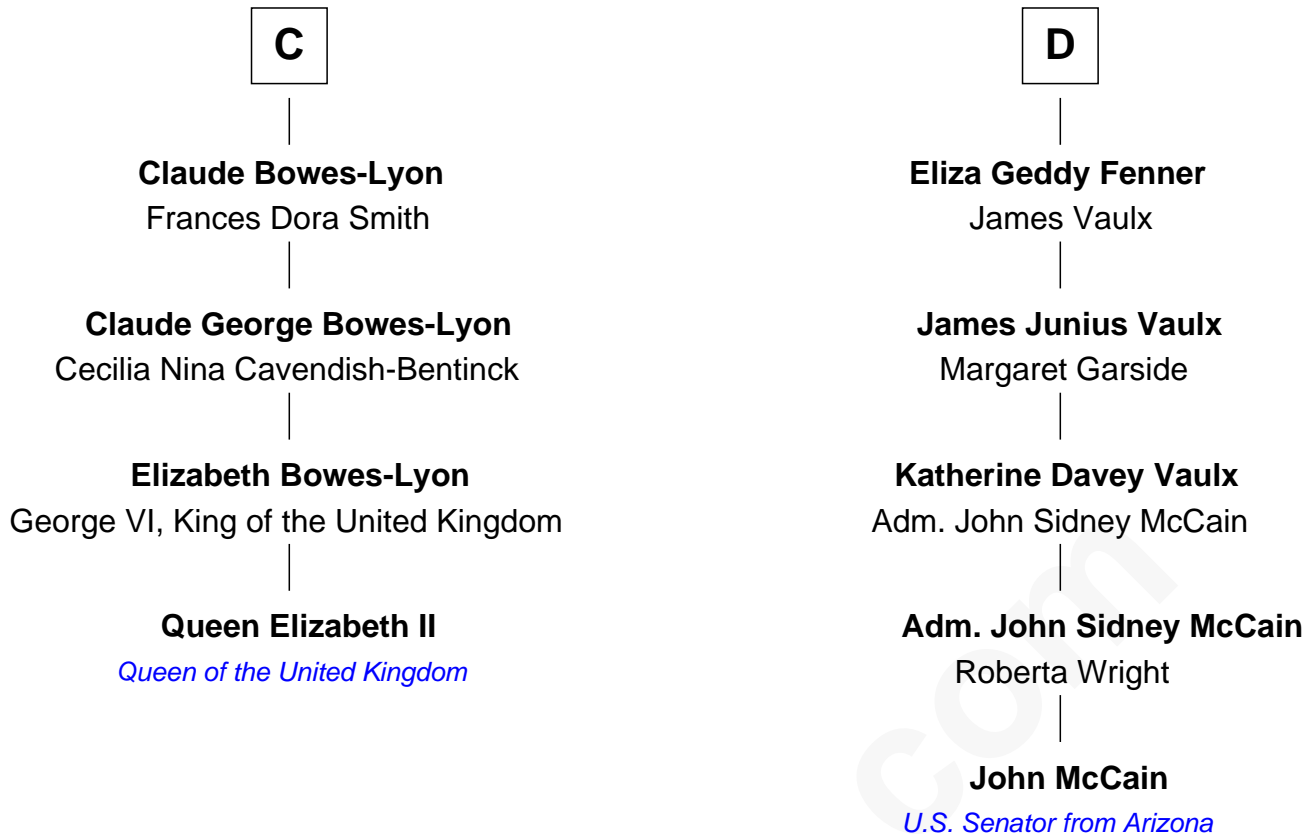 C
Claude Bowes-Lyon
Frances Dora Smith
Claude George Bowes-Lyon
Cecilia Nina Cavendish-Bentinck
Elizabeth Bowes-Lyon
George VI, King of the United Kingdom
Queen Elizabeth II
Queen of the United Kingdom
D
Eliza Geddy Fenner
James Vaulx
James Junius Vaulx
Margaret Garside
Katherine Davey Vaulx
Adm. John Sidney McCain
Adm. John Sidney McCain
Roberta Wright
John McCain
U.S. Senator from Arizona
com